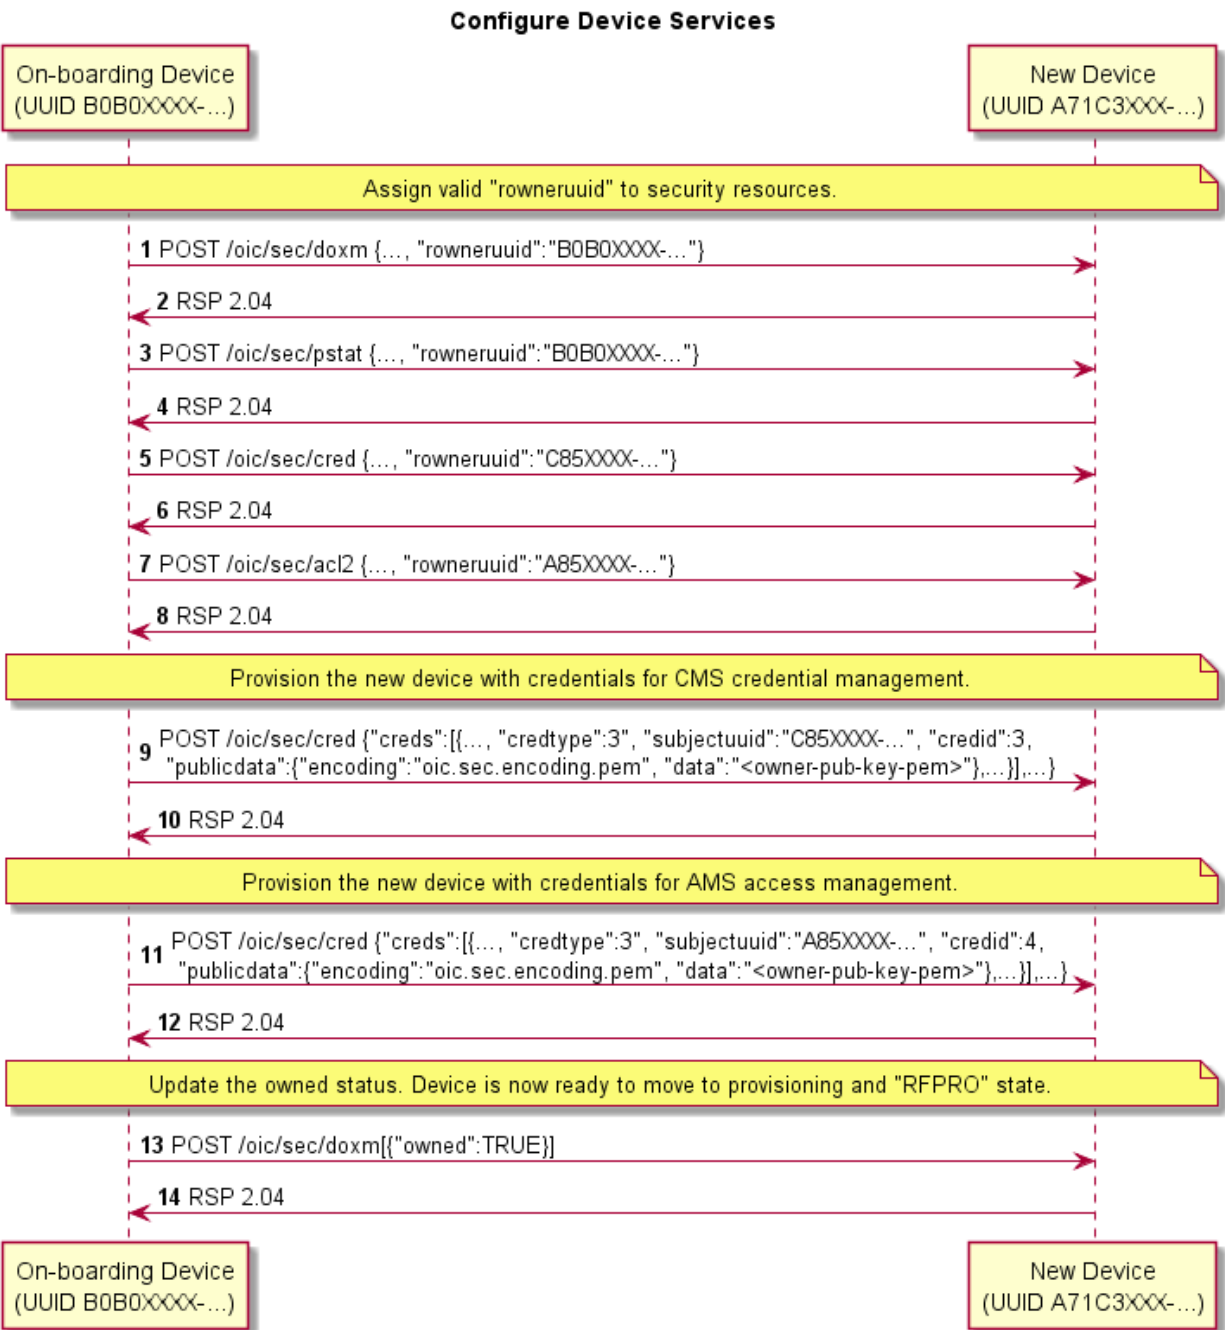 Configure Device Services
On-boarding Device
(UUID B0B0XXXX-...)
New Device
(UUID A71C3XXX-...)
Assign valid "rowneruuid" to security resources.
1 POST /oic/sec/doxm {..., "rowneruuid":"B0B0XXXX-..."}
2 RSP 2.04
3 POST /oic/sec/pstat {..., "rowneruuid":"B0B0XXXX-..."}
4 RSP 2.04
5 POST /oic/sec/cred {..., "rowneruuid":"C85XXXX-..."}
6 RSP 2.04
7 POST /oic/sec/acl2 {..., "rowneruuid":"A85XXXX-..."}
8 RSP 2.04
Provision the new device with credentials for CMS credential management.
9 POST /oic/sec/cred {"creds":[{..., "credtype":3", "subjectuuid":"C85XXXX-...", "credid":3,
"publicdata":{"encoding":"oic.sec.encoding.pem", "data":"<owner-pub-key-pem>"},...}],...}
10 RSP 2.04
Provision the new device with credentials for AMS access management.
11 POST /oic/sec/cred {"creds":[{..., "credtype":3", "subjectuuid":"A85XXXX-...", "credid":4,
"publicdata":{"encoding":"oic.sec.encoding.pem", "data":"<owner-pub-key-pem>"},...}],...}
12 RSP 2.04
Update the owned status. Device is now ready to move to provisioning and "RFPRO" state.
13 POST /oic/sec/doxm[{"owned":TRUE}]
14 RSP 2.04
On-boarding Device
(UUID B0B0XXXX-...)
New Device
(UUID A71C3XXX-...)